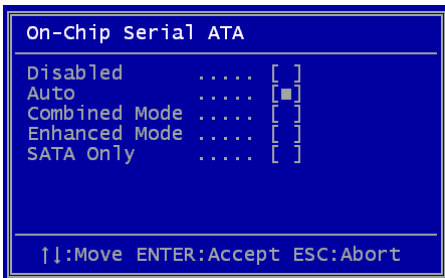 On-Chip Serial ATA
Disabled ..... [ ]
Auto ..... [■]
Combined Mode ..... [ ]
Enhanced Mode ..... [ ]
SATA Only ..... [ ]
↑↓:Move ENTER:Accept ESC:Abort